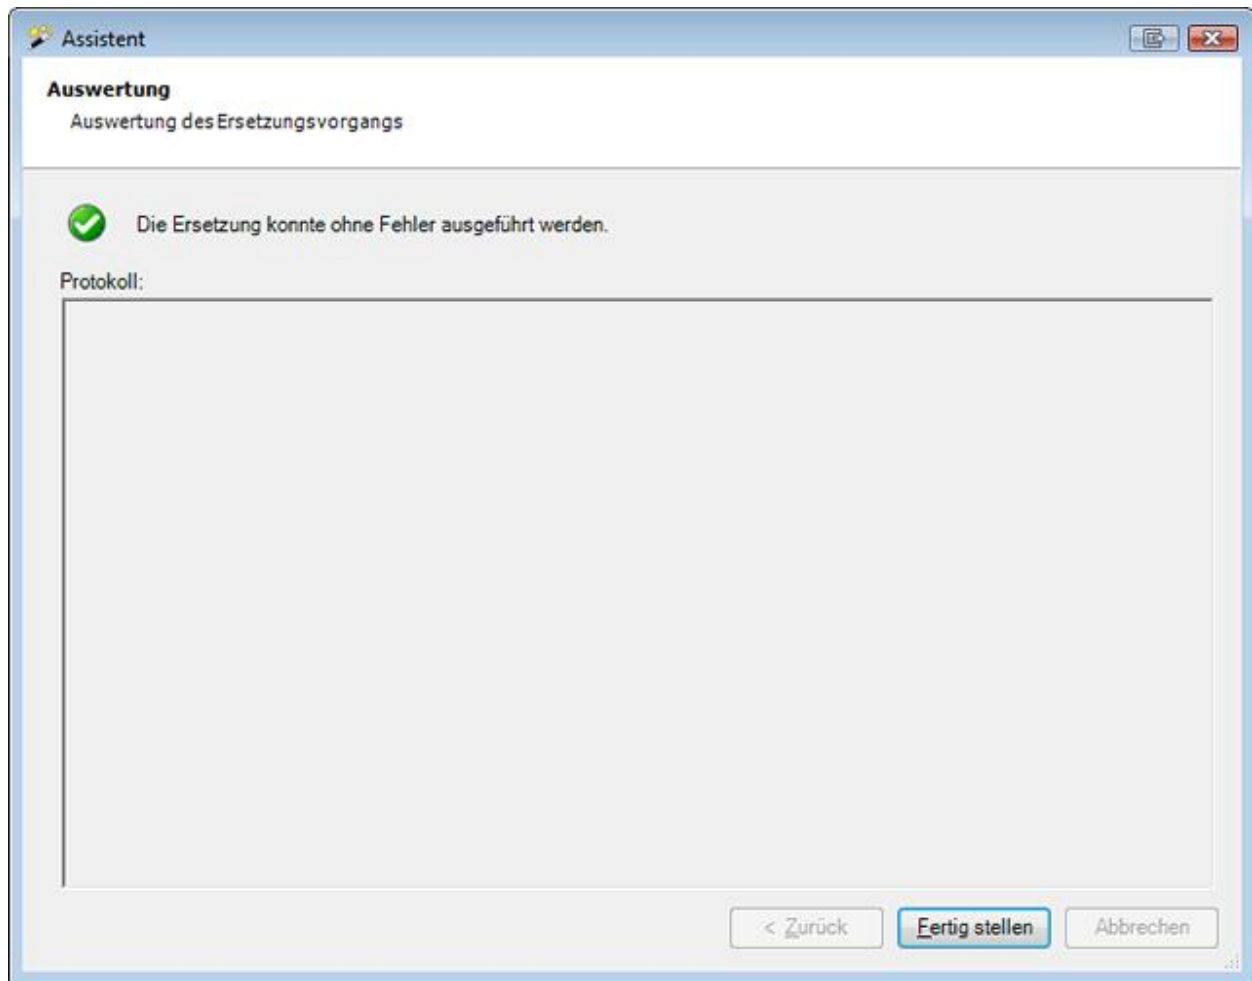 Assistent
Auswertung
Auswertung des Ersetzungsvorgangs
Die Ersetzung konnte ohne Fehler ausgeführt werden.
Protokoll:
< Zurück Fertig stellen Abbrechen